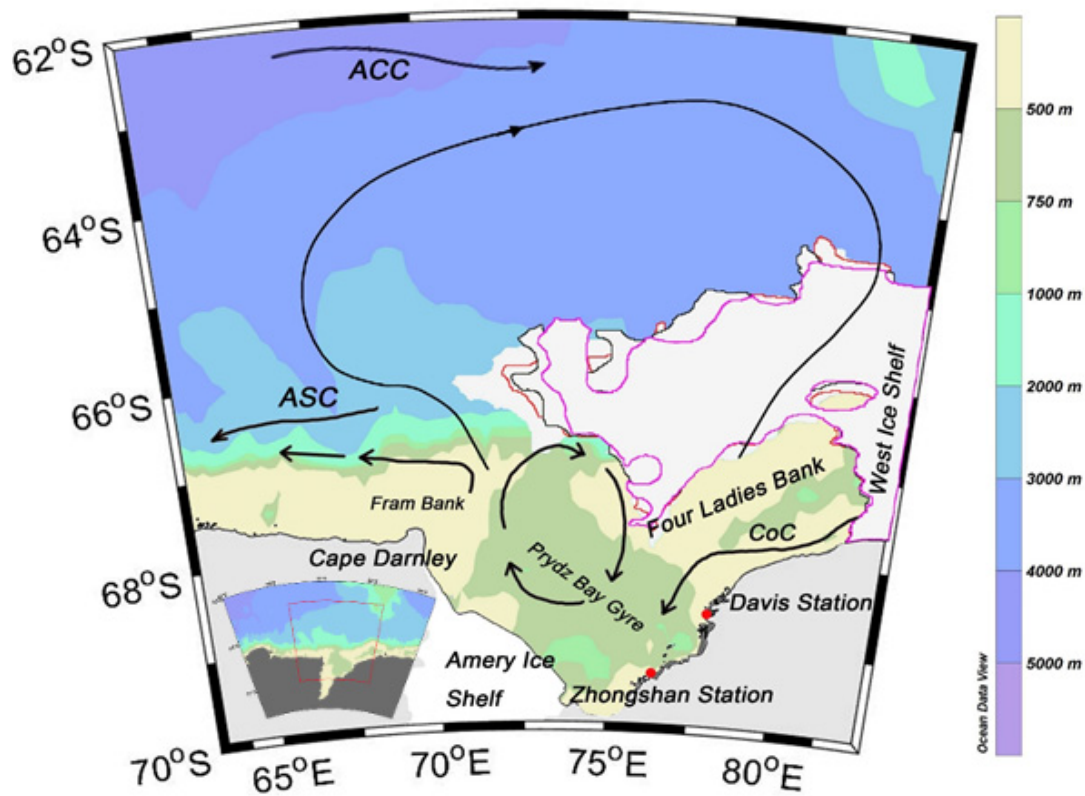 62°S
ACC
500 m
750 m
64°S
1000 m
2000 m
66°S
ASC
West Ice Shelf
3000 m
Fram Bank
Four Ladies Bank
CoC
Cape Darnley
Prydz Bay Gyre
68°S
4000 m
Davis Station
Amery Ice
Shelf
Zhongshan Station
5000 m
Ocean Data View
70°S
65°E
70°E
75°E
80°E